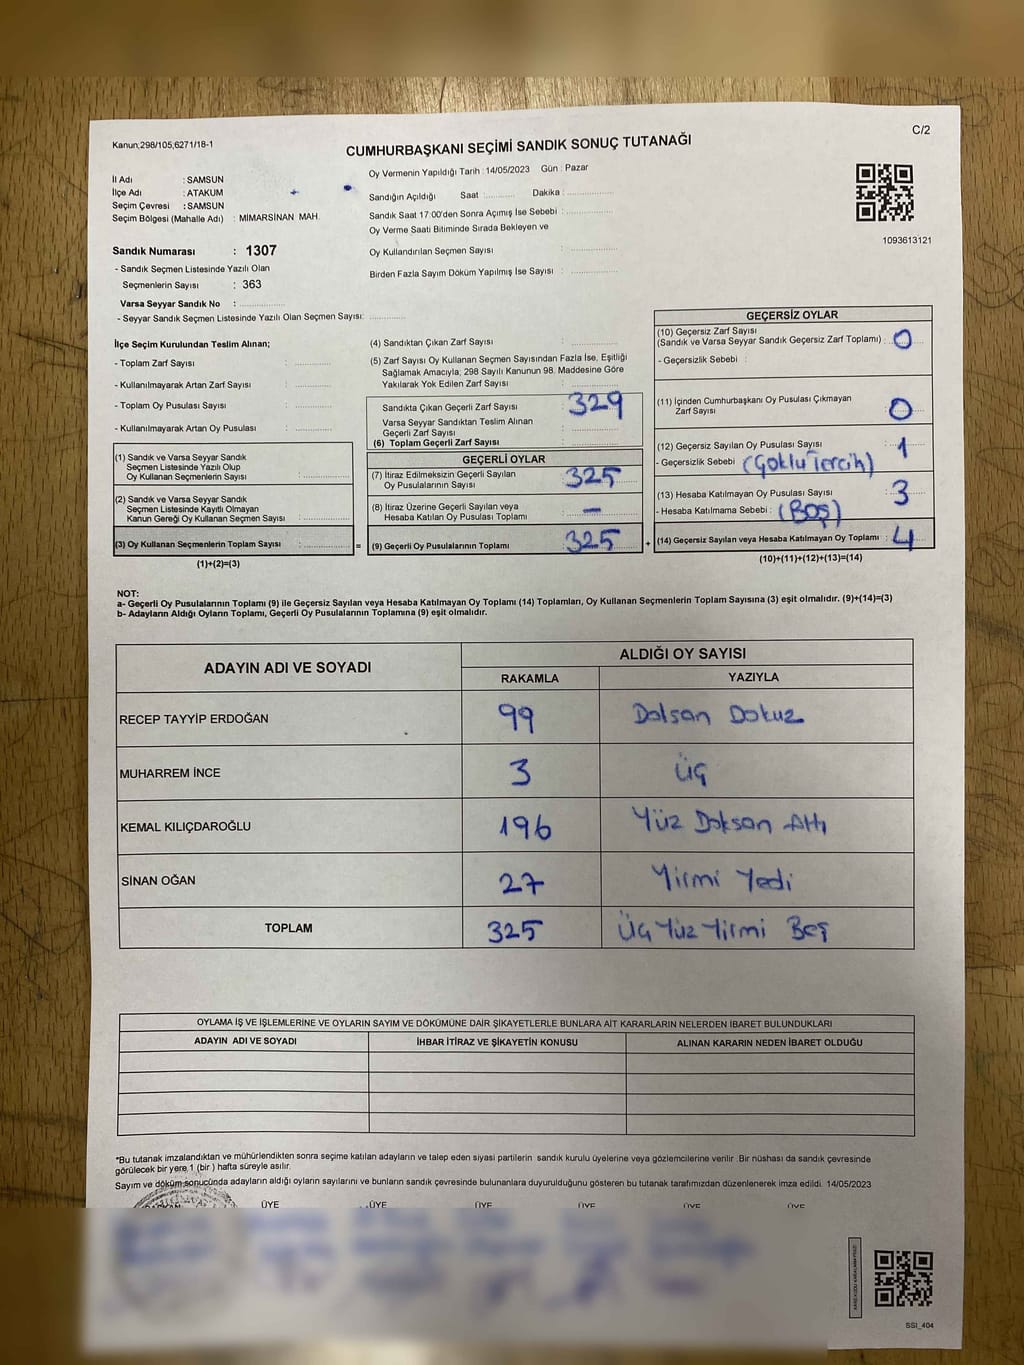 C/2
Kanun;298/105,6271/18-1
CUMHURBAŞKANI SEÇİMİ SANDIK SONUÇ TUTANAĞI
İl Adı : SAMSUN
İlçe Adı : ATAKUM
Seçim Çevresi : SAMSUN
Seçim Bölgesi (Mahalle Adı) : MİMARSİNAN MAH.
Sandık Numarası : 1307
- Sandık Seçmen Listesinde Yazılı Olan
Seçmenlerin Sayısı : 363
Varsa Seyyar Sandık No :
- Seyyar Sandık Seçmen Listesinde Yazılı Olan Seçmen Sayısı:
Oy Vermenin Yapıldığı Tarih : 14/05/2023 Gün : Pazar
Sandığın Açıldığı Saat Dakika :
Sandık Saat 17:00'den Sonra Açımış İse Sebebi :
Oy Verme Saati Bitiminde Sırada Bekleyen ve
Oy Kullandırılan Seçmen Sayısı :
Birden Fazla Sayım Döküm Yapılmış İse Sayısı :
1093613121
İlçe Seçim Kurulundan Teslim Alınan;
- Toplam Zarf Sayısı :
- Kullanılmayarak Artan Zarf Sayısı :
- Toplam Oy Pusulası Sayısı :
- Kullanılmayarak Artan Oy Pusulası :
(1) Sandık ve Varsa Seyyar Sandık
Seçmen Listesinde Yazılı Olup
Oy Kullanan Seçmenlerin Sayısı :
(2) Sandık ve Varsa Seyyar Sandık
Seçmen Listesinde Kayıtlı Olmayan
Kanun Gereği Oy Kullanan Seçmen Sayısı :
(3) Oy Kullanan Seçmenlerin Toplam Sayısı : =
(1)+(2)=(3)
(4) Sandıktan Çıkan Zarf Sayısı :
(5) Zarf Sayısı Oy Kullanan Seçmen Sayısından Fazla İse, Eşitliği
Sağlamak Amacıyla; 298 Sayılı Kanunun 98. Maddesine Göre
Yakılarak Yok Edilen Zarf Sayısı :
Sandıkta Çıkan Geçerli Zarf Sayısı : 329
Varsa Seyyar Sandıktan Teslim Alınan
Geçerli Zarf Sayısı :
(6) Toplam Geçerli Zarf Sayısı :
GEÇERLİ OYLAR
(7) İtiraz Edilmeksizin Geçerli Sayılan
Oy Pusulalarının Sayısı : 325
(8) İtiraz Üzerine Geçerli Sayılan veya
Hesaba Katılan Oy Pusulası Toplamı : -
(9) Geçerli Oy Pusulalarının Toplamı : 325 +
GEÇERSİZ OYLAR
(10) Geçersiz Zarf Sayısı
(Sandık ve Varsa Seyyar Sandık Geçersiz Zarf Toplamı) : 0
- Geçersizlik Sebebi :
(11) İçinden Cumhurbaşkanı Oy Pusulası Çıkmayan
Zarf Sayısı : 0
(12) Geçersiz Sayılan Oy Pusulası Sayısı : 1
- Geçersizlik Sebebi : (Çoklu Tercih)
(13) Hesaba Katılmayan Oy Pusulası Sayısı : 3
- Hesaba Katılmama Sebebi : (Boş)
(14) Geçersiz Sayılan veya Hesaba Katılmayan Oy Toplamı : 4
(10)+(11)+(12)+(13)=(14)
NOT:
a- Geçerli Oy Pusulalarının Toplamı (9) ile Geçersiz Sayılan veya Hesaba Katılmayan Oy Toplamı (14) Toplamları, Oy Kullanan Seçmenlerin Toplam Sayısına (3) eşit olmalıdır. (9)+(14)=(3)
b- Adayların Aldığı Oyların Toplamı, Geçerli Oy Pusulalarının Toplamına (9) eşit olmalıdır.
ADAYIN ADI VE SOYADI ALDIĞI OY SAYISI
RAKAMLA YAZIYLA
RECEP TAYYİP ERDOĞAN 99 Dolsan Dokuz
MUHARREM İNCE 3 Üç
KEMAL KILIÇDAROĞLU 196 Yüz Doksan Altı
SİNAN OĞAN 27 Yirmi Yedi
TOPLAM 325 Üç Yüz Yirmi Beş
OYLAMA İŞ VE İŞLEMLERİNE VE OYLARIN SAYIM VE DÖKÜMÜNE DAİR ŞİKAYETLERLE BUNLARA AİT KARARLARIN NELERDEN İBARET BULUNDUKLARI
ADAYIN ADI VE SOYADI İHBAR İTİRAZ VE ŞİKAYETİN KONUSU ALINAN KARARIN NEDEN İBARET OLDUĞU
*Bu tutanak imzalandıktan ve mühürlendikten sonra seçime katılan adayların ve talep eden siyasi partilerin sandık kurulu üyelerine veya gözlemcilerine verilir. Bir nüshası da sandık çevresinde
görülecek bir yere 1 (bir) hafta süreyle asılır.
Sayım ve döküm sonucunda adayların aldığı oyların sayılarını ve bunların sandık çevresinde bulunanlara duyurulduğunu gösteren bu tutanak tarafımızdan düzenlenerek imza edildi. 14/05/2023
ÜYE ÜYE ÜYE ÜYE ÜYE ÜYE
SSI_404